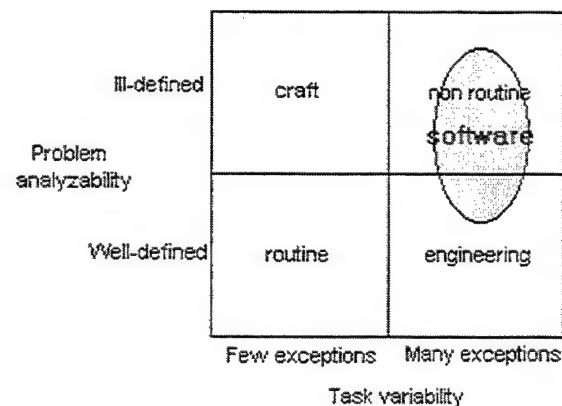 Ill-defined
craft
non routine
software
Problem
analyzability
Well-defined
routine
engineering
Few exceptions
Many exceptions
Task variability